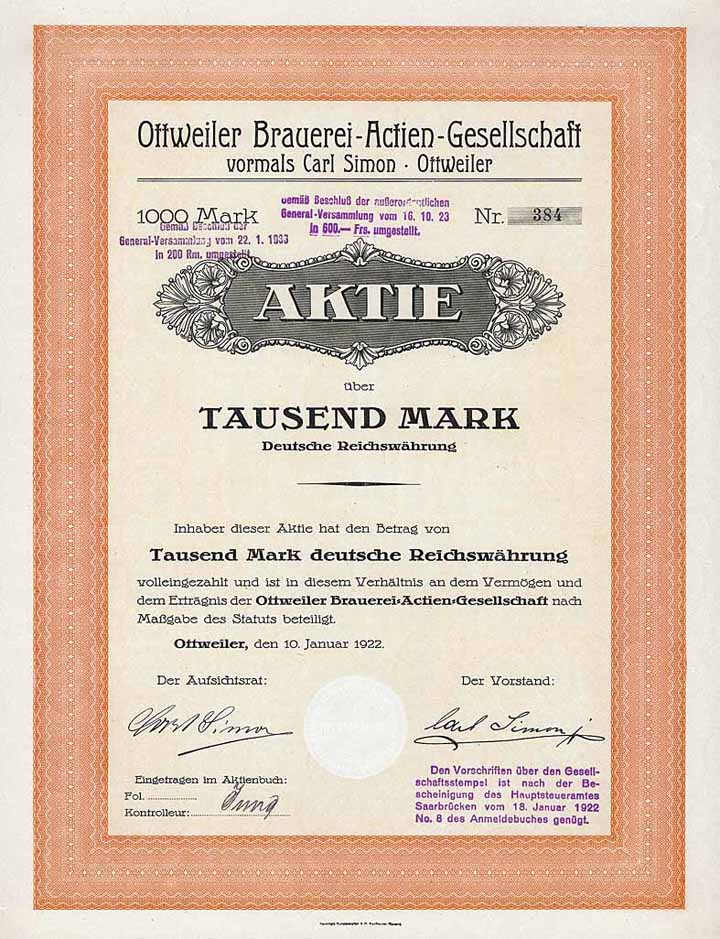 Ottweiler Brauerei-Actien-Gesellschaft
vormals Carl Simon · Ottweiler
1000 Mark
Gemäß Beschluß der
General-Versammlung vom 22. 1. 1933
in 200 Rm. umgestellt.
Gemäß Beschluß der außerordentlichen
General-Versammlung vom 16. 10. 23
in 600.— Frs. umgestellt.
Nr. 384
AKTIE
über
TAUSEND MARK
Deutsche Reichswährung
Inhaber dieser Aktie hat den Betrag von
Tausend Mark deutsche Reichswährung
volleingezahlt und ist in diesem Verhältnis an dem Vermögen und
dem Erträgnis der Ottweiler Brauerei-Actien-Gesellschaft nach
Maßgabe des Statuts beteiligt.
Ottweiler, den 10. Januar 1922.
Der Aufsichtsrat:
Der Vorstand:
Simon
Carl Simon jr
Eingetragen im Aktienbuch:
Fol.
Kontrolleur: Jung
Den Vorschriften über den Gesell-
schaftsstempel ist nach der Be-
scheinigung des Hauptsteueramtes
Saarbrücken vom 18. Januar 1922
No. 8 des Anmeldebuches genügt.